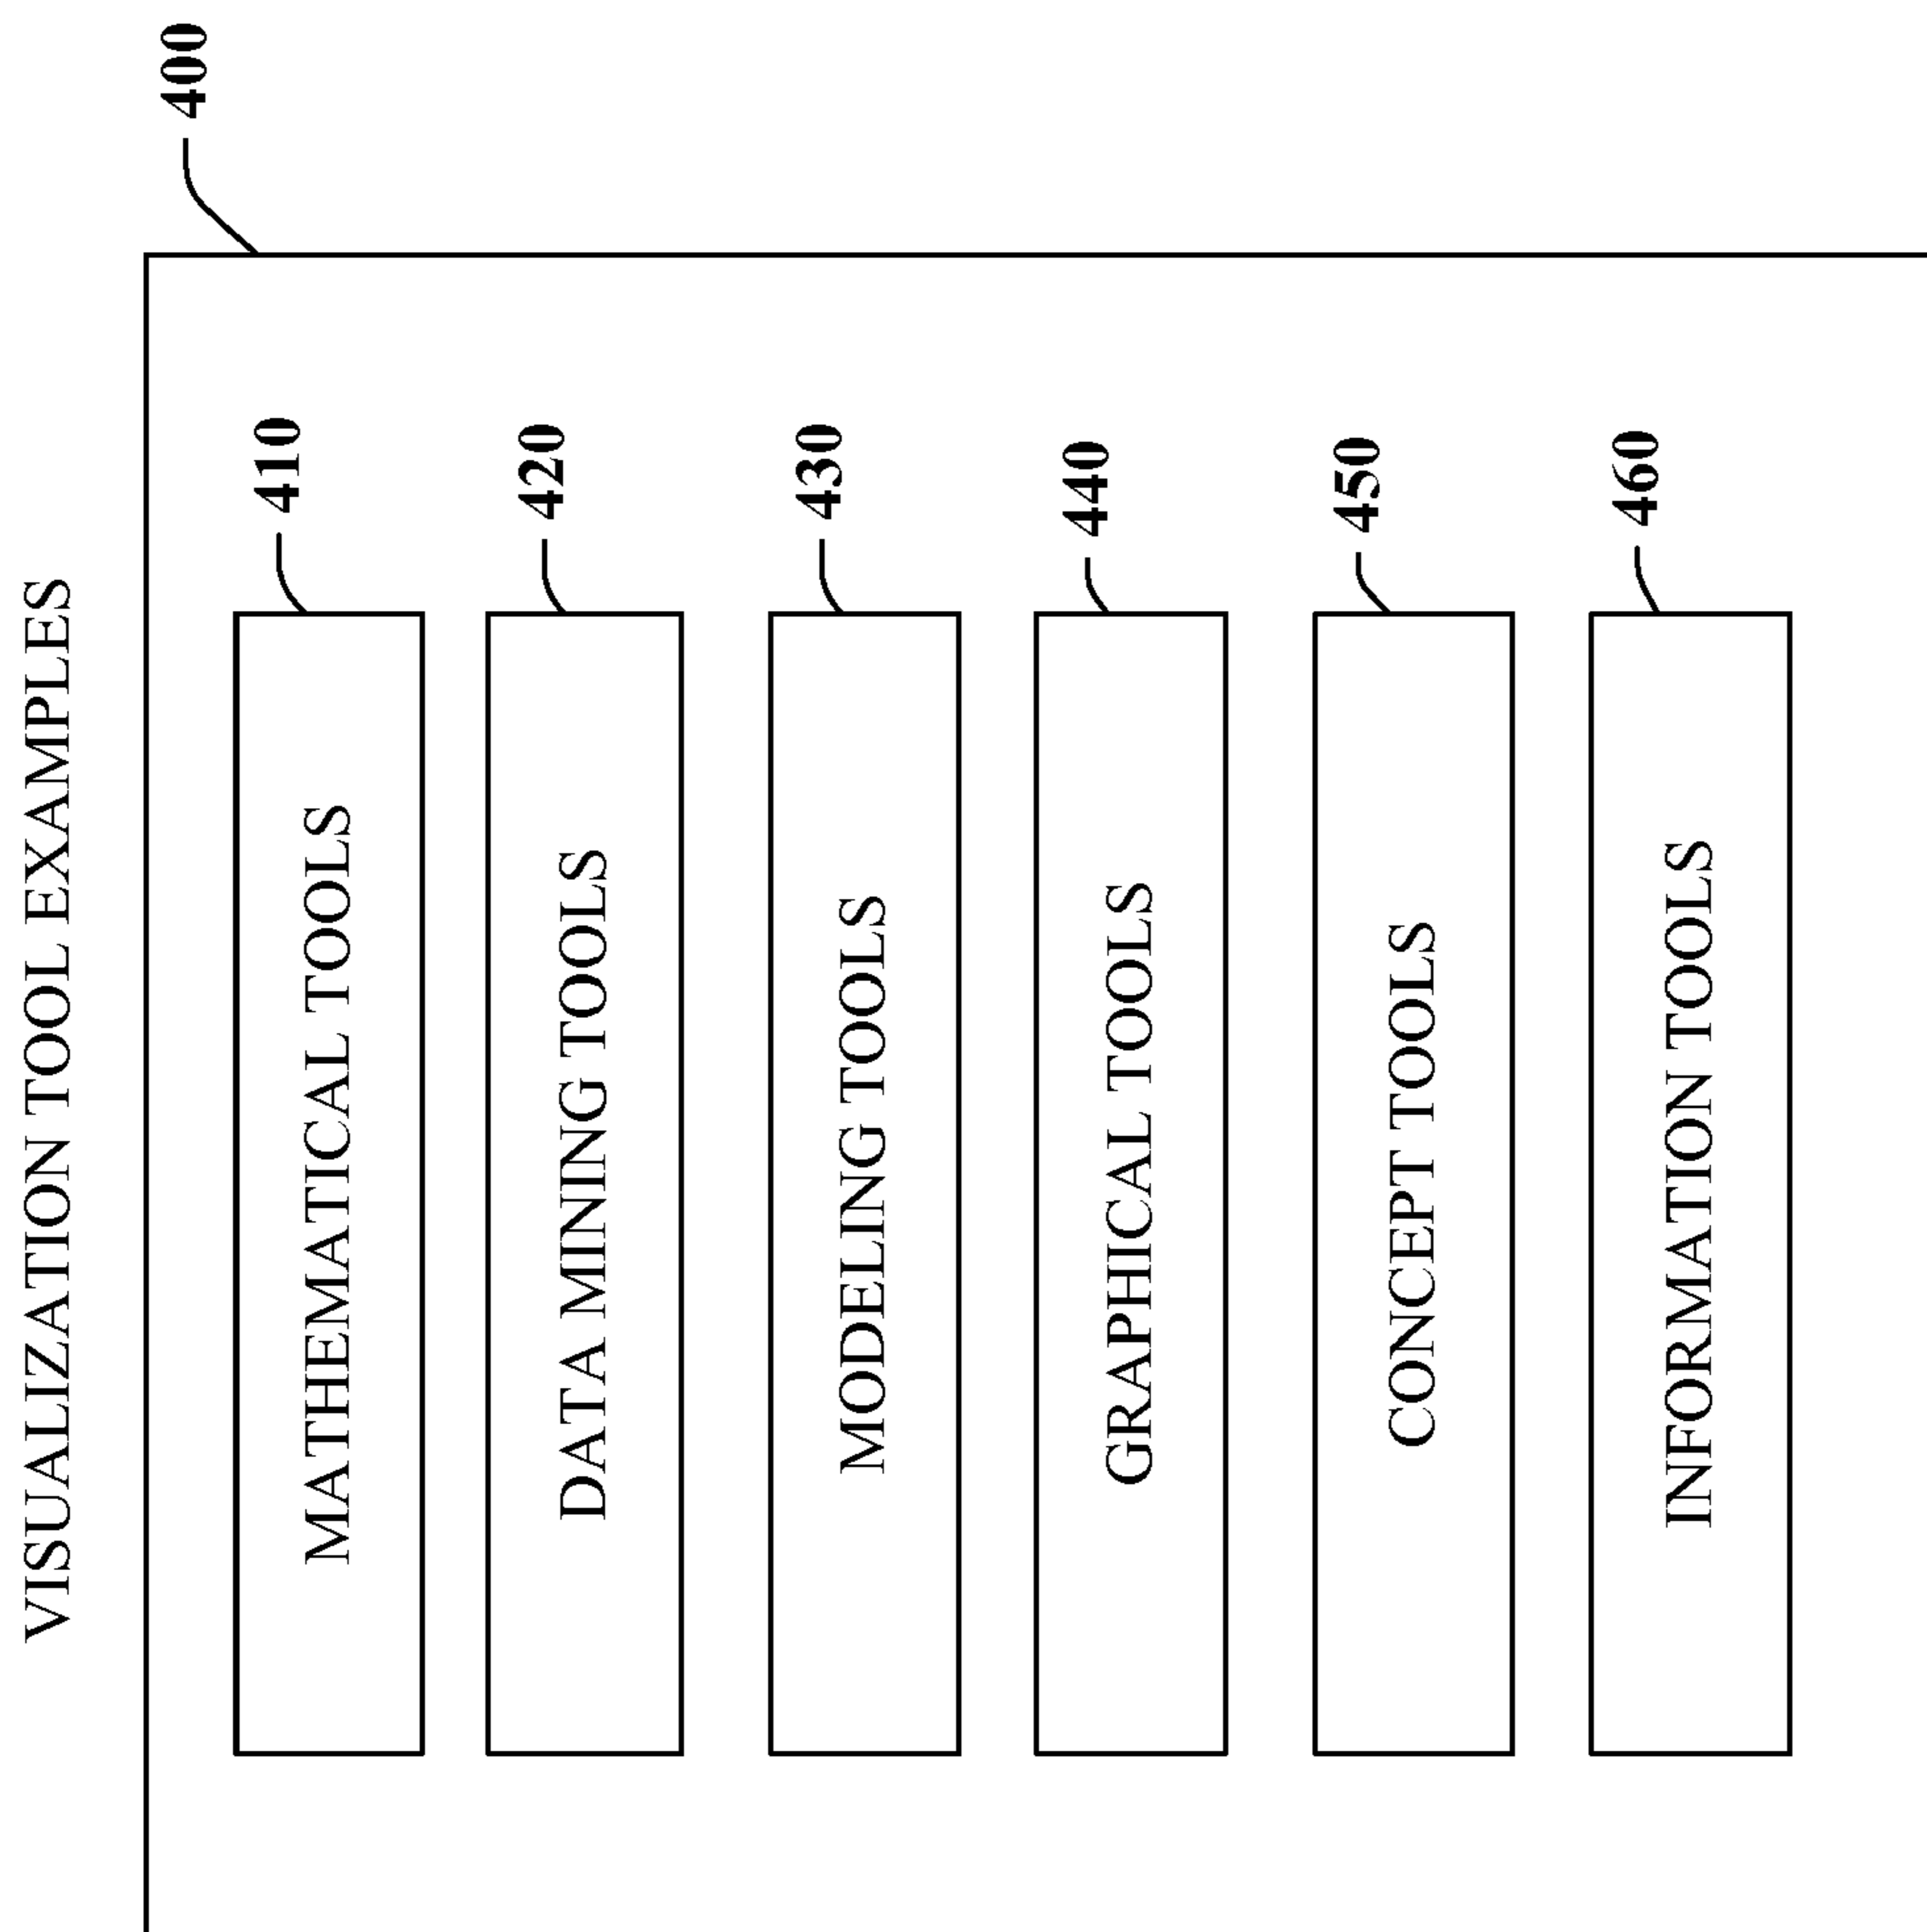 VISUALIZATION TOOL EXAMPLES
400
MATHEMATICAL TOOLS
410
DATA MINING TOOLS
420
MODELING TOOLS
430
GRAPHICAL TOOLS
440
CONCEPT TOOLS
450
INFORMATION TOOLS
460